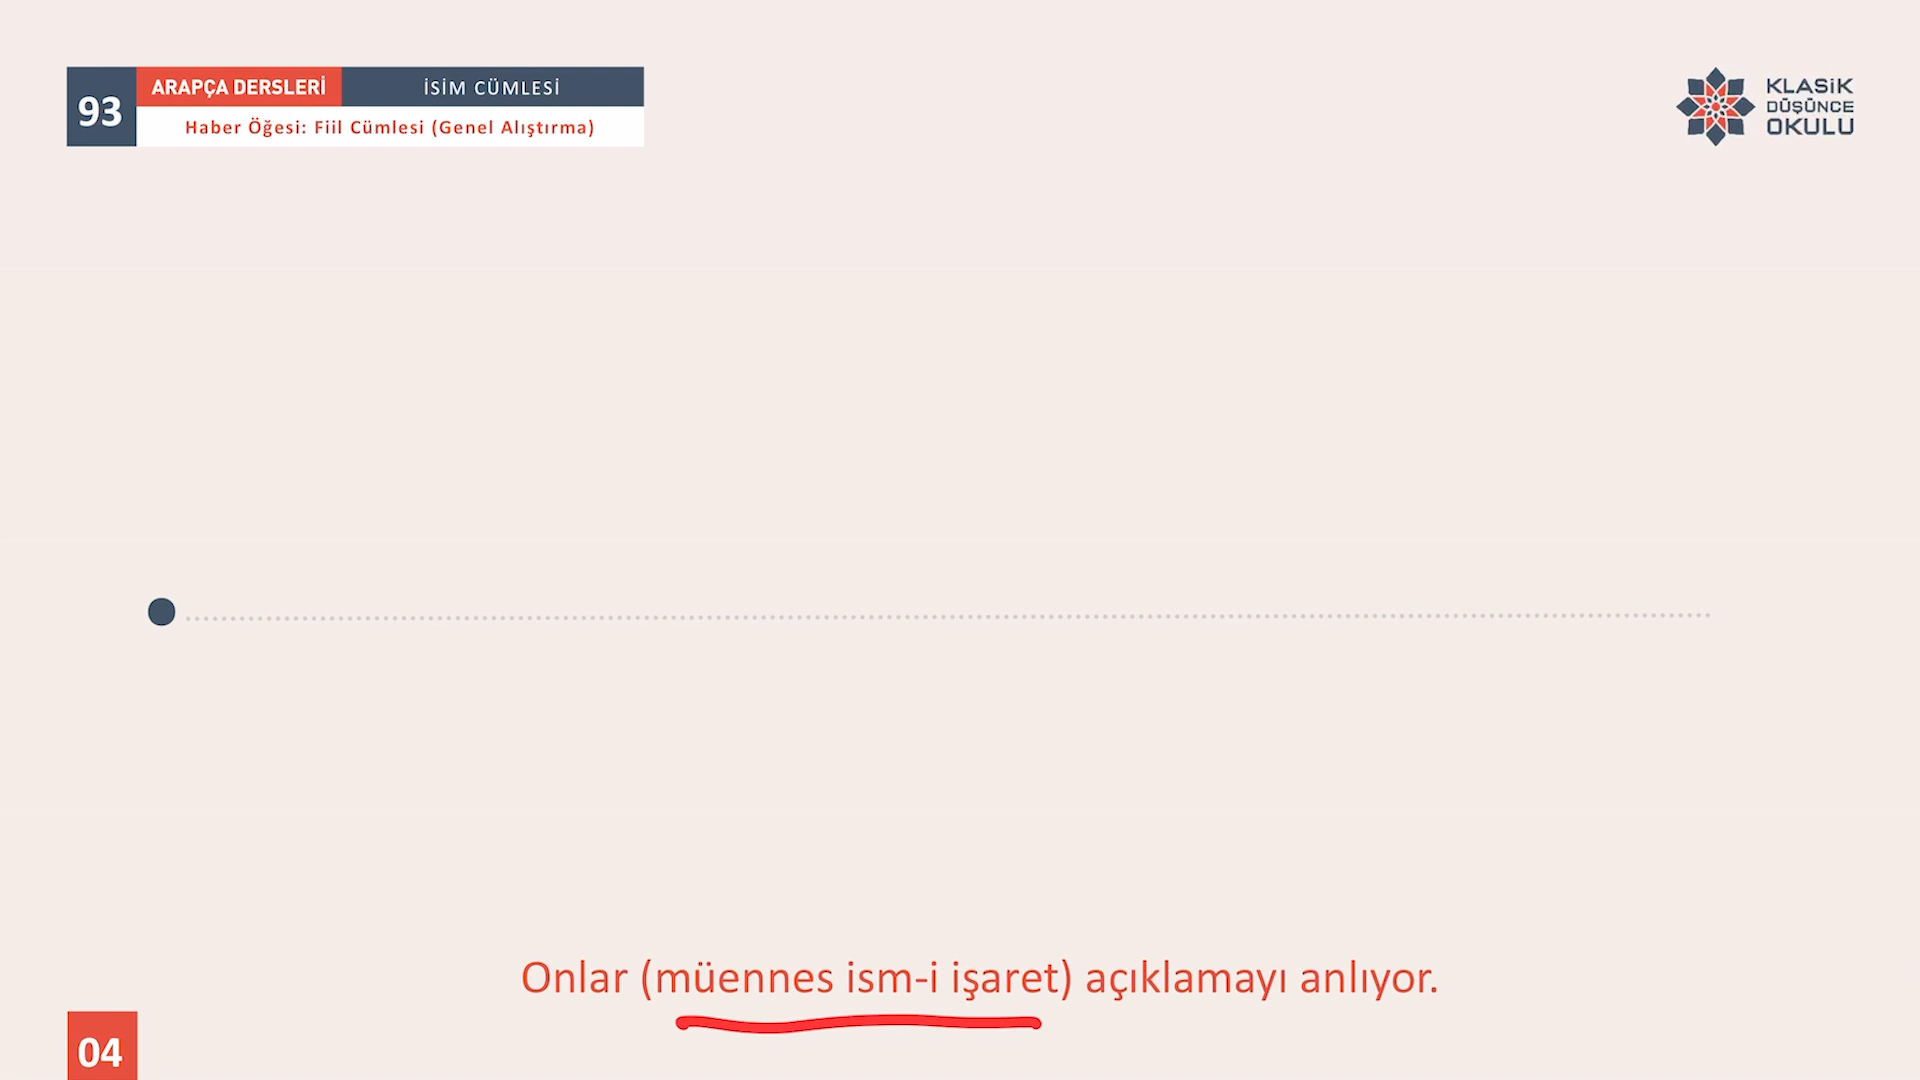 93
ARAPÇA DERSLERİ
İSİM CÜMLESİ
Haber Öğesi: Fiil Cümlesi (Genel Alıştırma)
KLASİK
DÜŞÜNCE
OKULU
Onlar (müennes ism-i işaret) açıklamayı anlıyor.
04